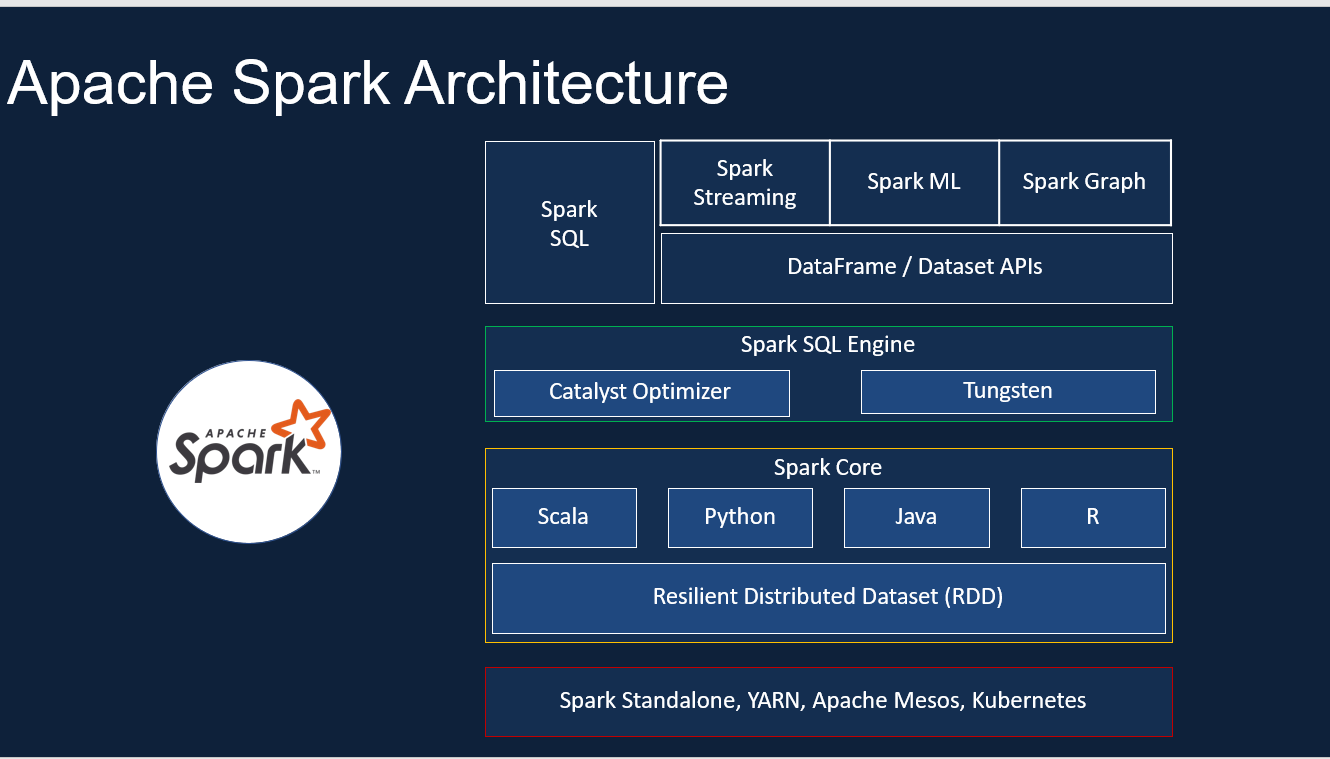 Apache Spark Architecture
Spark
SQL
Spark
Streaming
Spark ML
Spark Graph
DataFrame / Dataset APIs
Spark SQL Engine
Catalyst Optimizer
Tungsten
APACHE
Spark™
Spark Core
Scala
Python
Java
R
Resilient Distributed Dataset (RDD)
Spark Standalone, YARN, Apache Mesos, Kubernetes